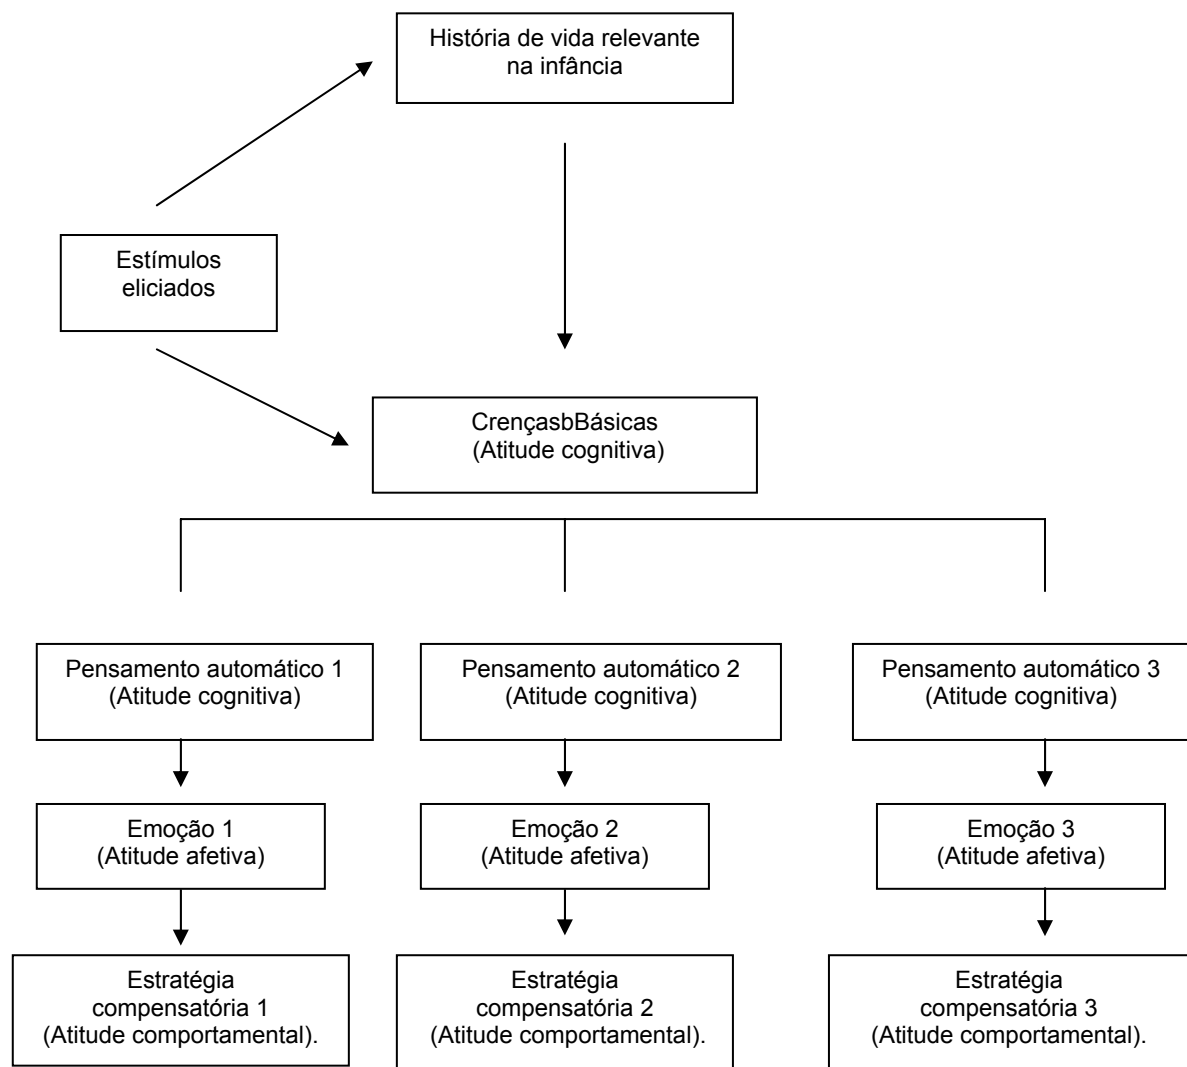 História de vida relevante
na infância
Estímulos
eliciados
CrençasbBásicas
(Atitude cognitiva)
Pensamento automático 1
(Atitude cognitiva)
Pensamento automático 2
(Atitude cognitiva)
Pensamento automático 3
(Atitude cognitiva)
Emoção 1
(Atitude afetiva)
Emoção 2
(Atitude afetiva)
Emoção 3
(Atitude afetiva)
Estratégia
compensatória 1
(Atitude comportamental).
Estratégia
compensatória 2
(Atitude comportamental).
Estratégia
compensatória 3
(Atitude comportamental).